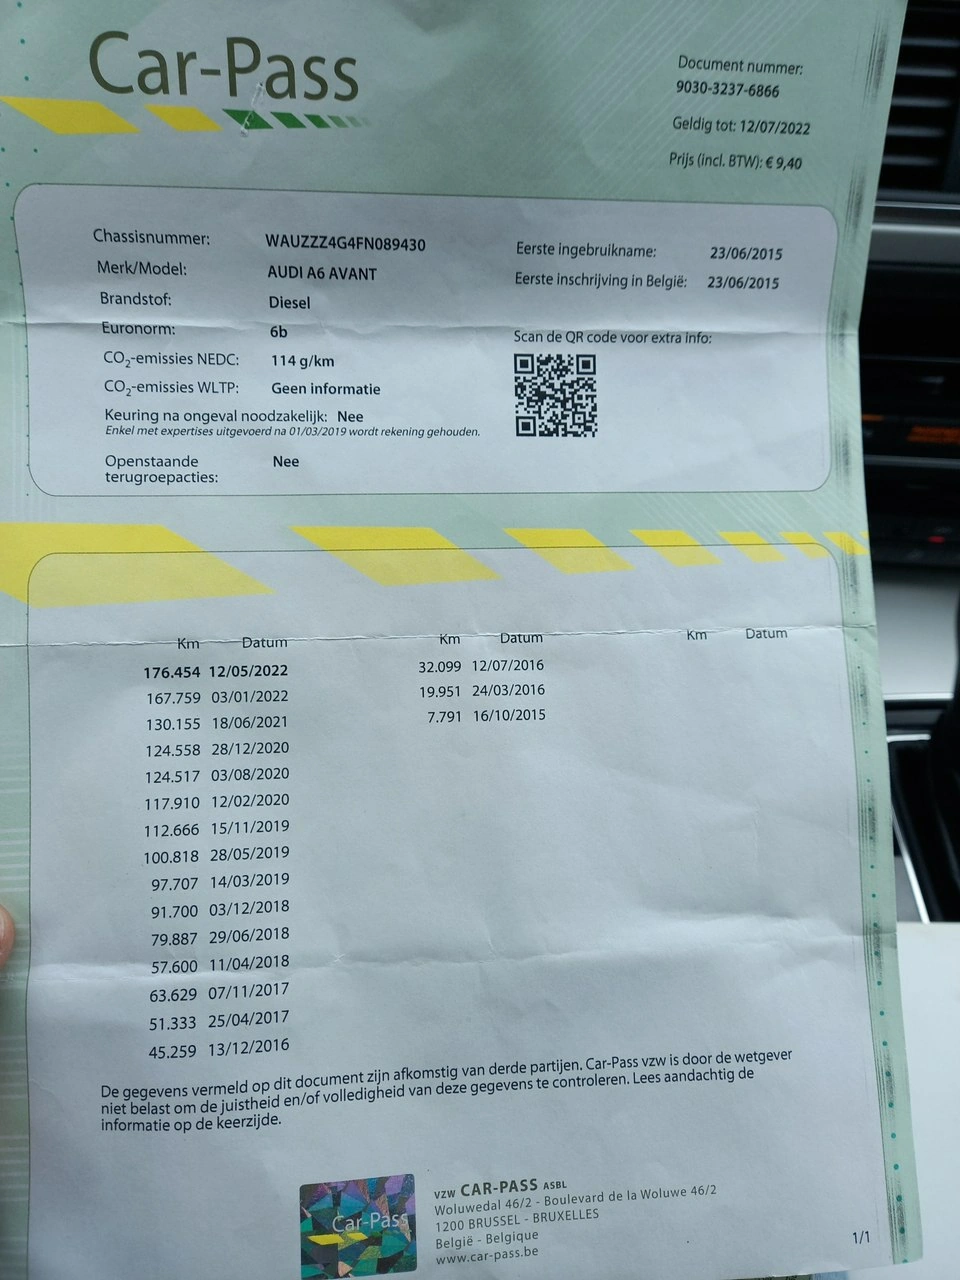 Car-Pass
Document nummer:
9030-3237-6866
Geldig tot: 12/07/2022
Prijs (incl. BTW): € 9,40
Chassisnummer: WAUZZZ4G4FN089430
Merk/Model: AUDI A6 AVANT
Brandstof: Diesel
Euronorm: 6b
CO2-emissies NEDC: 114 g/km
CO2-emissies WLTP: Geen informatie
Keuring na ongeval noodzakelijk: Nee
Enkel met expertises uitgevoerd na 01/03/2019 wordt rekening gehouden.
Openstaande Nee
terugroepacties:
Eerste ingebruikname: 23/06/2015
Eerste inschrijving in België: 23/06/2015
Scan de QR code voor extra info:
Km Datum
176.454 12/05/2022
167.759 03/01/2022
130.155 18/06/2021
124.558 28/12/2020
124.517 03/08/2020
117.910 12/02/2020
112.666 15/11/2019
100.818 28/05/2019
97.707 14/03/2019
91.700 03/12/2018
79.887 29/06/2018
57.600 11/04/2018
63.629 07/11/2017
51.333 25/04/2017
45.259 13/12/2016
Km Datum
32.099 12/07/2016
19.951 24/03/2016
7.791 16/10/2015
Km Datum
De gegevens vermeld op dit document zijn afkomstig van derde partijen. Car-Pass vzw is door de wetgever
niet belast om de juistheid en/of volledigheid van deze gegevens te controleren. Lees aandachtig de
informatie op de keerzijde.
Car-Pass
VZW CAR-PASS ASBL
Woluwedal 46/2 - Boulevard de la Woluwe 46/2
1200 BRUSSEL - BRUXELLES
België - Belgique
www.car-pass.be
1/1